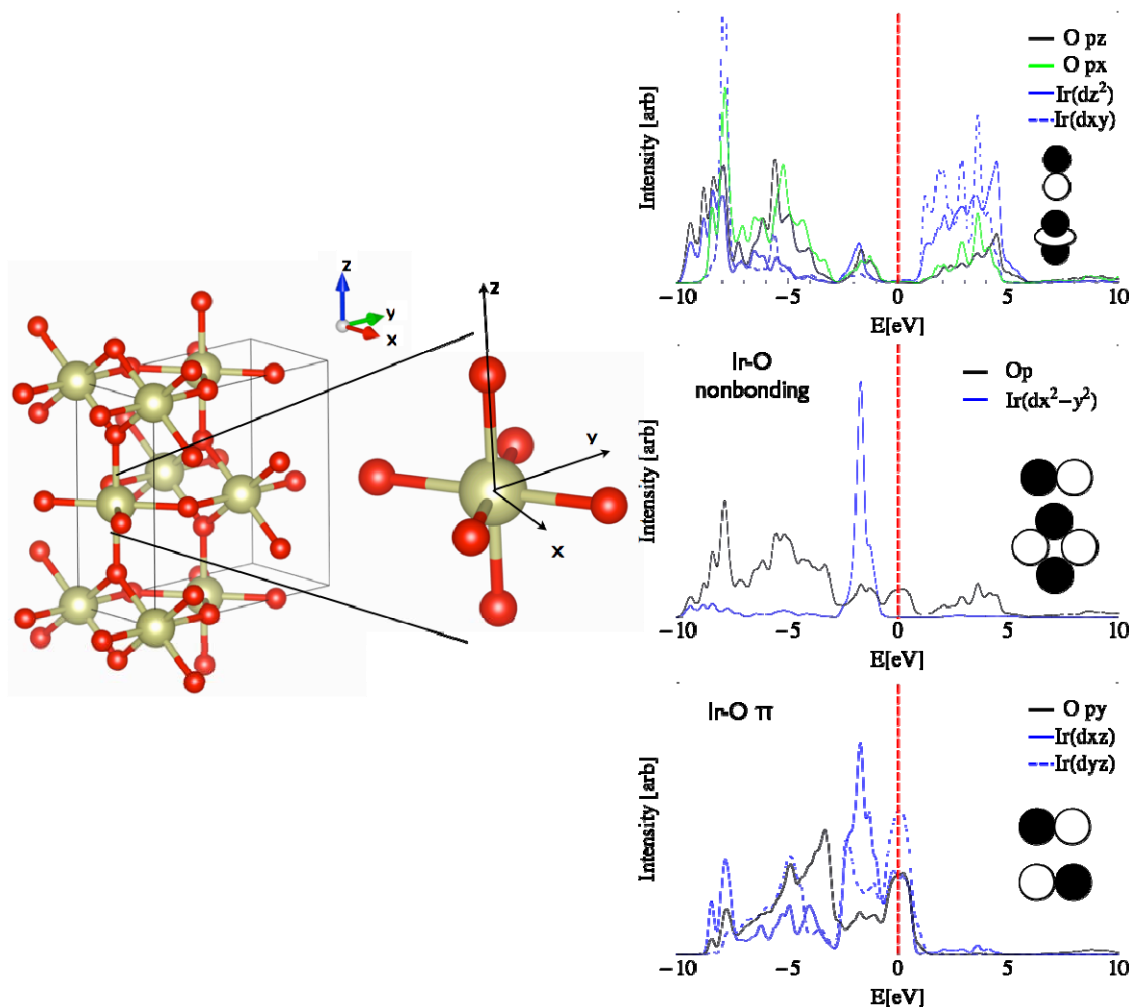 z
y
x
z
Y
X
Intensity [arb]
O pz
O px
Ir(dz²)
Ir(dxy)
−10
−5
0
5
10
E[eV]
Ir-O
nonbonding
Intensity [arb]
Op
Ir(dx²−y²)
−10
−5
0
5
10
E[eV]
Ir-O π
Intensity [arb]
O py
Ir(dxz)
Ir(dyz)
−10
−5
0
5
10
E[eV]